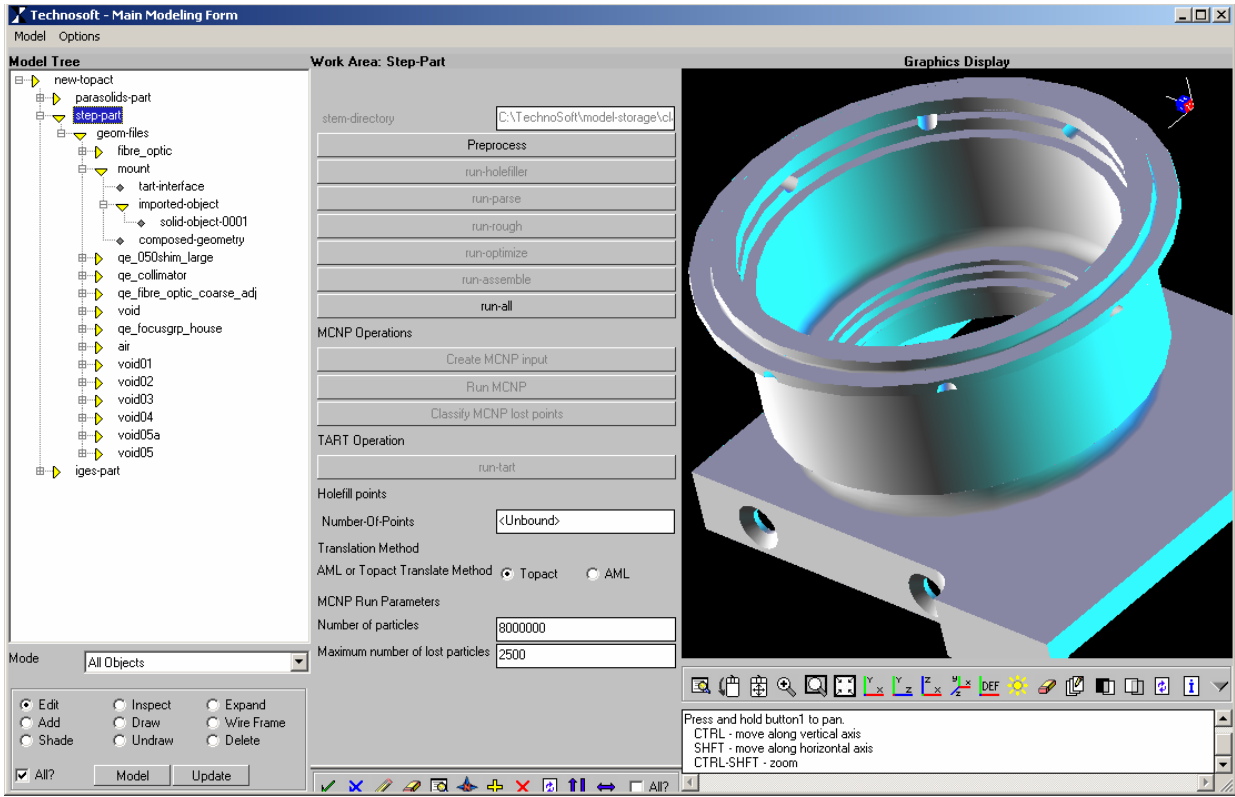 Technosoft - Main Modeling Form
Model Options
Model Tree
new-topact
parasolids-part
step-part
geom-files
fibre_optic
mount
tart-interface
imported-object
solid-object-0001
composed-geometry
qe_050shim_large
qe_collimator
qe_fibre_optic_coarse_adj
void
qe_focusgrp_house
air
void01
void02
void03
void04
void05a
void05
iges-part
Mode
All Objects
Edit Inspect Expand
Add Draw Wire Frame
Shade Undraw Delete
All? Model Update
Work Area: Step-Part
stem-directory C:\TechnoSoft\model-storage\cl
Preprocess
run-holefiller
run-parse
run-rough
run-optimize
run-assemble
run-all
MCNP Operations
Create MCNP input
Run MCNP
Classify MCNP lost points
TART Operation
run-tart
Holefill points
Number-Of-Points <Unbound>
Translation Method
AML or Topact Translate Method Topact AML
MCNP Run Parameters
Number of particles 8000000
Maximum number of lost particles 2500
All?
Graphics Display
Y X Y Z Z X y z x DEF
Press and hold button1 to pan.
CTRL - move along vertical axis
SHFT - move along horizontal axis
CTRL-SHFT - zoom